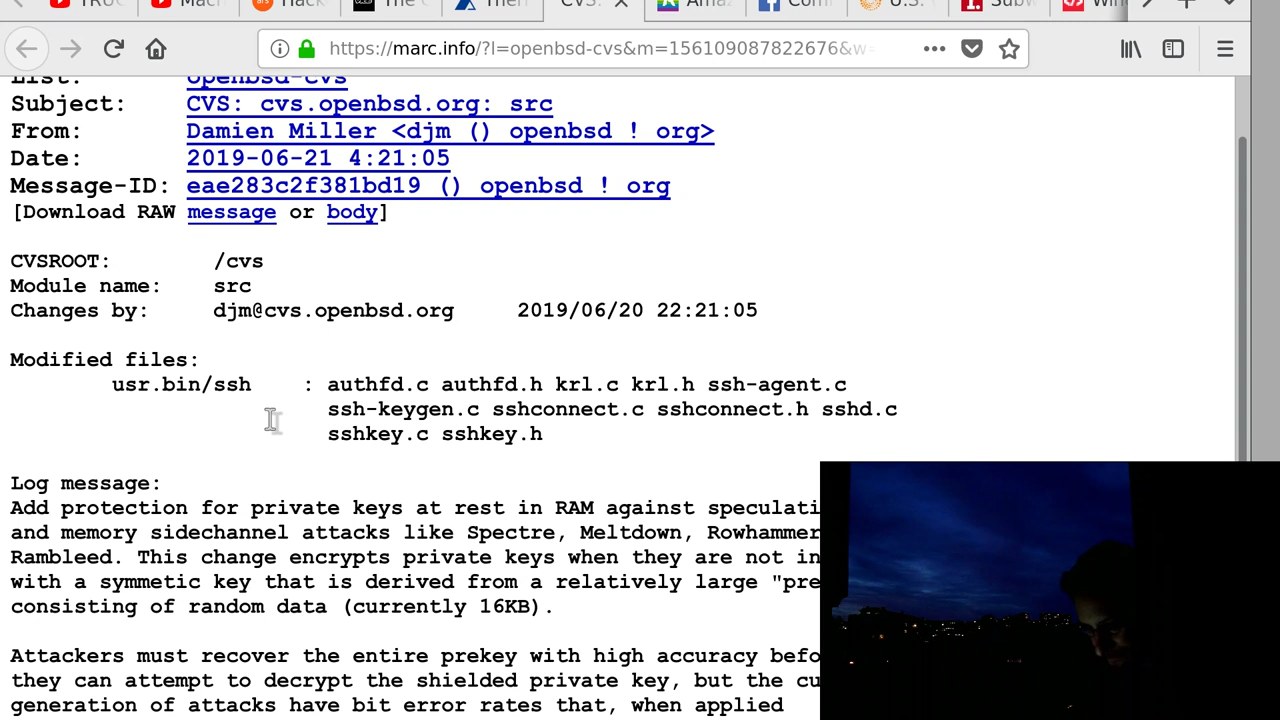 https://marc.info/?l=openbsd-cvs&m=156109087822676&w=
List: openbsd-cvs
Subject: CVS: cvs.openbsd.org: src
From: Damien Miller <djm () openbsd ! org>
Date: 2019-06-21 4:21:05
Message-ID: eae283c2f381bd19 () openbsd ! org
[Download RAW message or body]
CVSROOT: /cvs
Module name: src
Changes by: djm@cvs.openbsd.org 2019/06/20 22:21:05
Modified files:
usr.bin/ssh : authfd.c authfd.h krl.c krl.h ssh-agent.c
ssh-keygen.c sshconnect.c sshconnect.h sshd.c
sshkey.c sshkey.h
Log message:
Add protection for private keys at rest in RAM against speculati
and memory sidechannel attacks like Spectre, Meltdown, Rowhammer
Rambleed. This change encrypts private keys when they are not in
with a symmetic key that is derived from a relatively large "pre
consisting of random data (currently 16KB).
Attackers must recover the entire prekey with high accuracy befo
they can attempt to decrypt the shielded private key, but the cu
generation of attacks have bit error rates that, when applied